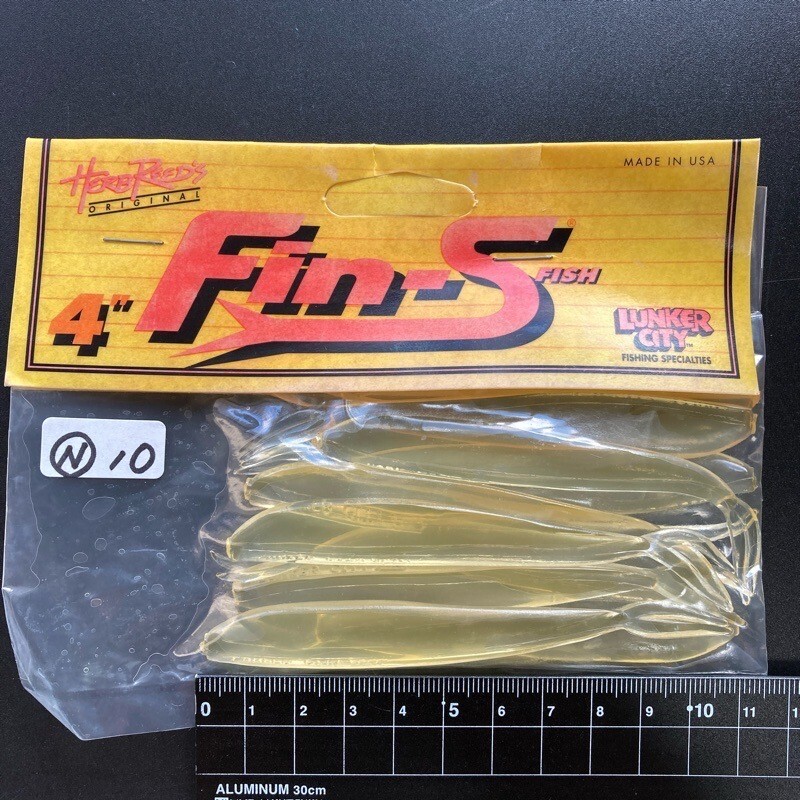 HERB REED'S
ORIGINAL
MADE IN USA
4"
Fin-S®
FISH
LUNKER
CITY™
FISHING SPECIALTIES
N 10
0 1 2 3 4 5 6 7 8 9 10 11
ALUMINUM 30cm